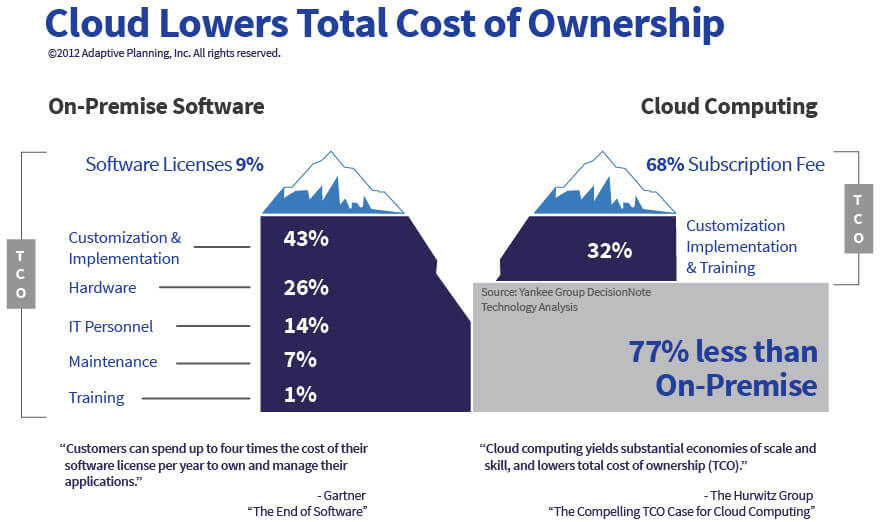 Cloud Lowers Total Cost of Ownership
©2012 Adaptive Planning, Inc. All rights reserved.
On-Premise Software
Software Licenses 9%
TCO
Customization &
Implementation
43%
Hardware
26%
IT Personnel
14%
Maintenance
7%
Training
1%
“Customers can spend up to four times the cost of their
software license per year to own and manage their
applications.”
- Gartner
“The End of Software”
Cloud Computing
68% Subscription Fee
TCO
32%
Customization
Implementation
& Training
Source: Yankee Group DecisionNote
Technology Analysis
77% less than
On-Premise
“Cloud computing yields substantial economies of scale and
skill, and lowers total cost of ownership (TCO).”
- The Hurwitz Group
“The Compelling TCO Case for Cloud Computing”